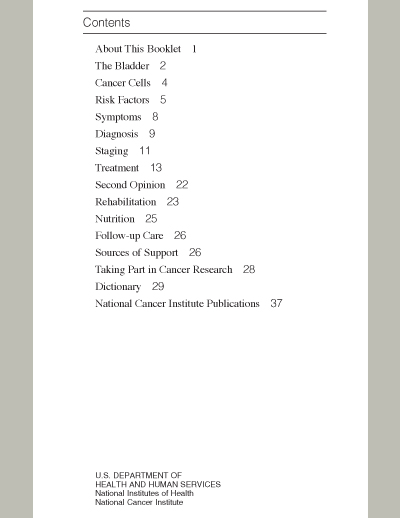 Contents
About This Booklet 1
The Bladder 2
Cancer Cells 4
Risk Factors 5
Symptoms 8
Diagnosis 9
Staging 11
Treatment 13
Second Opinion 22
Rehabilitation 23
Nutrition 25
Follow-up Care 26
Sources of Support 26
Taking Part in Cancer Research 28
Dictionary 29
National Cancer Institute Publications 37
U.S. DEPARTMENT OF
HEALTH AND HUMAN SERVICES
National Institutes of Health
National Cancer Institute